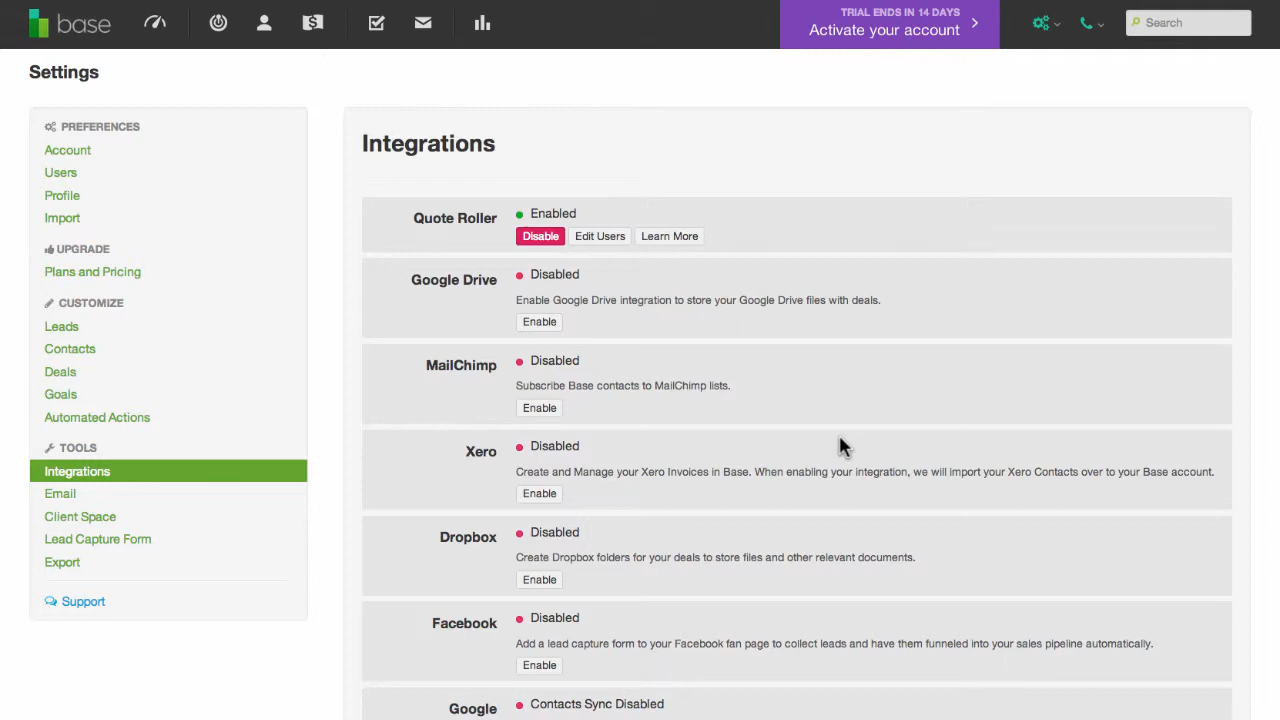 base
TRIAL ENDS IN 14 DAYS
Activate your account
Search
Settings
PREFERENCES
Account
Users
Profile
Import
UPGRADE
Plans and Pricing
CUSTOMIZE
Leads
Contacts
Deals
Goals
Automated Actions
TOOLS
Integrations
Email
Client Space
Lead Capture Form
Export
Support
Integrations
Quote Roller
Enabled
Disable Edit Users Learn More
Google Drive
Disabled
Enable Google Drive integration to store your Google Drive files with deals.
Enable
MailChimp
Disabled
Subscribe Base contacts to MailChimp lists.
Enable
Xero
Disabled
Create and Manage your Xero Invoices in Base. When enabling your integration, we will import your Xero Contacts over to your Base account.
Enable
Dropbox
Disabled
Create Dropbox folders for your deals to store files and other relevant documents.
Enable
Facebook
Disabled
Add a lead capture form to your Facebook fan page to collect leads and have them funneled into your sales pipeline automatically.
Enable
Google
Contacts Sync Disabled